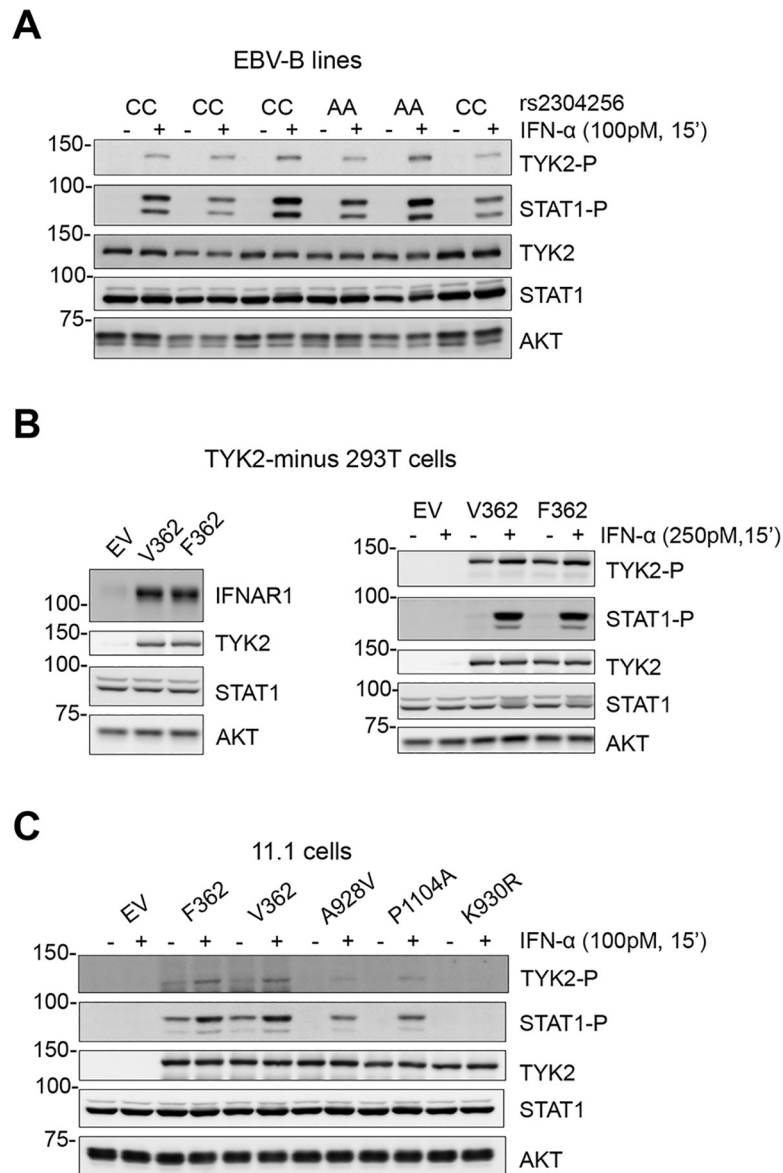 A
EBV-B lines
CC CC CC AA AA CC rs2304256
- + - + - + - + - + - + IFN-α (100pM, 15’)
150- TYK2-P
100- STAT1-P
150- TYK2
100- STAT1
75- AKT
B
TYK2-minus 293T cells
EV V362 F362
100- IFNAR1
150- TYK2
100- STAT1
75- AKT
EV V362 F362
- + - + - + IFN-α (250pM,15’)
150- TYK2-P
100- STAT1-P
150- TYK2
100- STAT1
75- AKT
C
11.1 cells
EV F362 V362 A928V P1104A K930R
- + - + - + - + - + - + IFN-α (100pM, 15’)
150- TYK2-P
100- STAT1-P
150- TYK2
100- STAT1
75- AKT